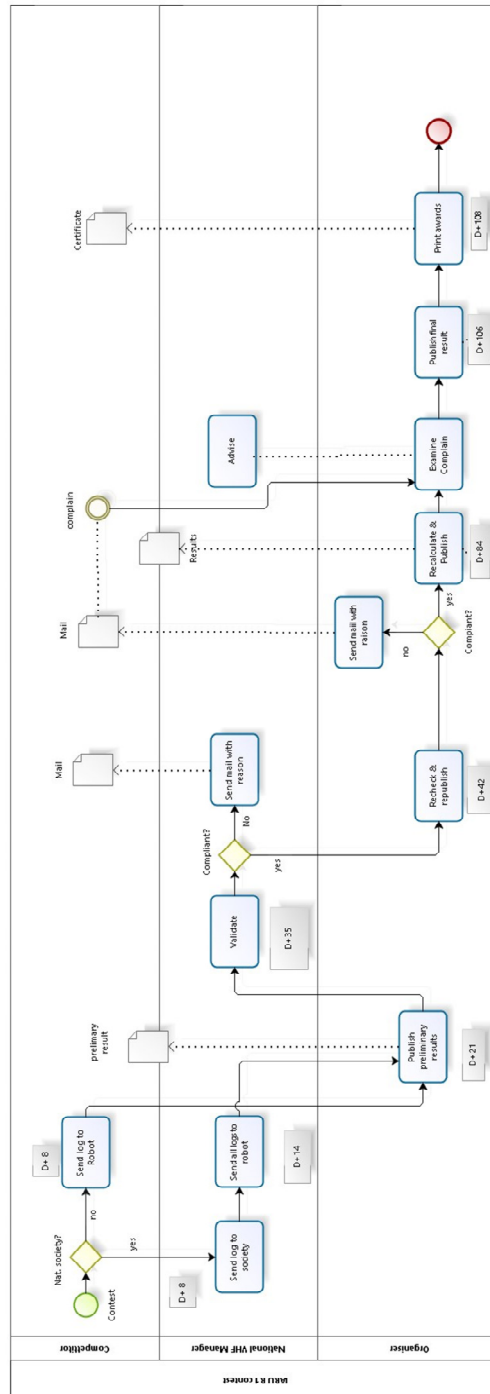 IARU R1 contest
Competitor
National VHF Manager
Organiser
Contest
Nat. society?
no
yes
D+ 8
Send log to
Robot
D+ 8
Send log to
society
Send all logs to
robot
D+14
prelimary
result
Publish
preliminary
results
D+21
Validate
D+35
Compliant?
No
yes
Send mail with
reason
Mail
Recheck &
republish
D+42
Compliant?
no
yes
Send mail with
raison
Mail
Recalculate &
Publish
D+84
Results
complain
Advise
Examine
Complain
Publish final
result
D+106
Print awards
D+108
Certificate